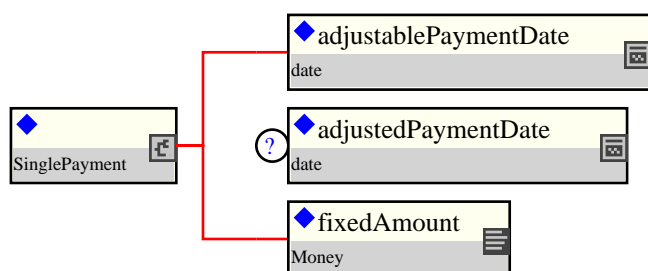 adjustablePaymentDate
date
SinglePayment
?
adjustedPaymentDate
date
fixedAmount
Money